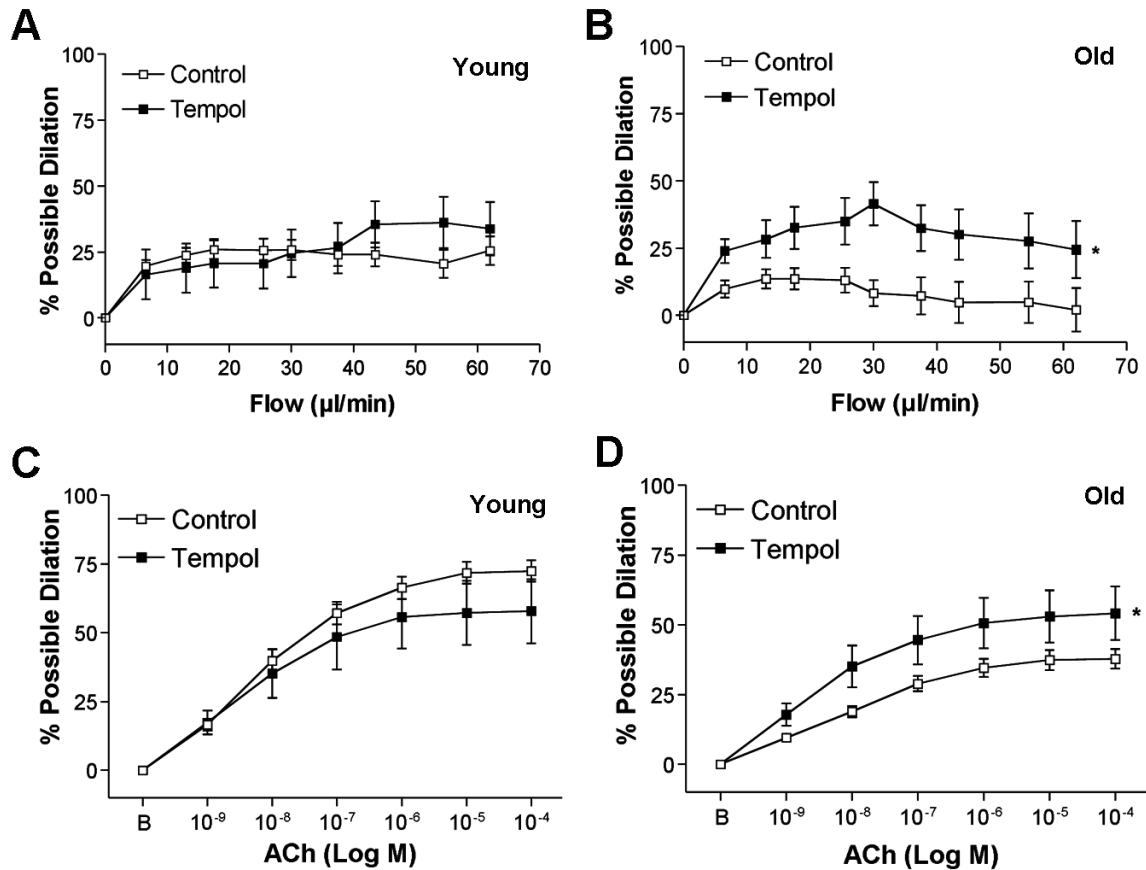 A
Young
Control
Tempol
% Possible Dilation
100
75
50
25
0
0 10 20 30 40 50 60 70
Flow (µl/min)
B
Old
Control
Tempol
% Possible Dilation
100
75
50
25
0
*
0 10 20 30 40 50 60 70
Flow (µl/min)
C
Young
Control
Tempol
% Possible Dilation
100
75
50
25
0
B 10⁻⁹ 10⁻⁸ 10⁻⁷ 10⁻⁶ 10⁻⁵ 10⁻⁴
ACh (Log M)
D
Old
Control
Tempol
% Possible Dilation
100
75
50
25
0
*
B 10⁻⁹ 10⁻⁸ 10⁻⁷ 10⁻⁶ 10⁻⁵ 10⁻⁴
ACh (Log M)